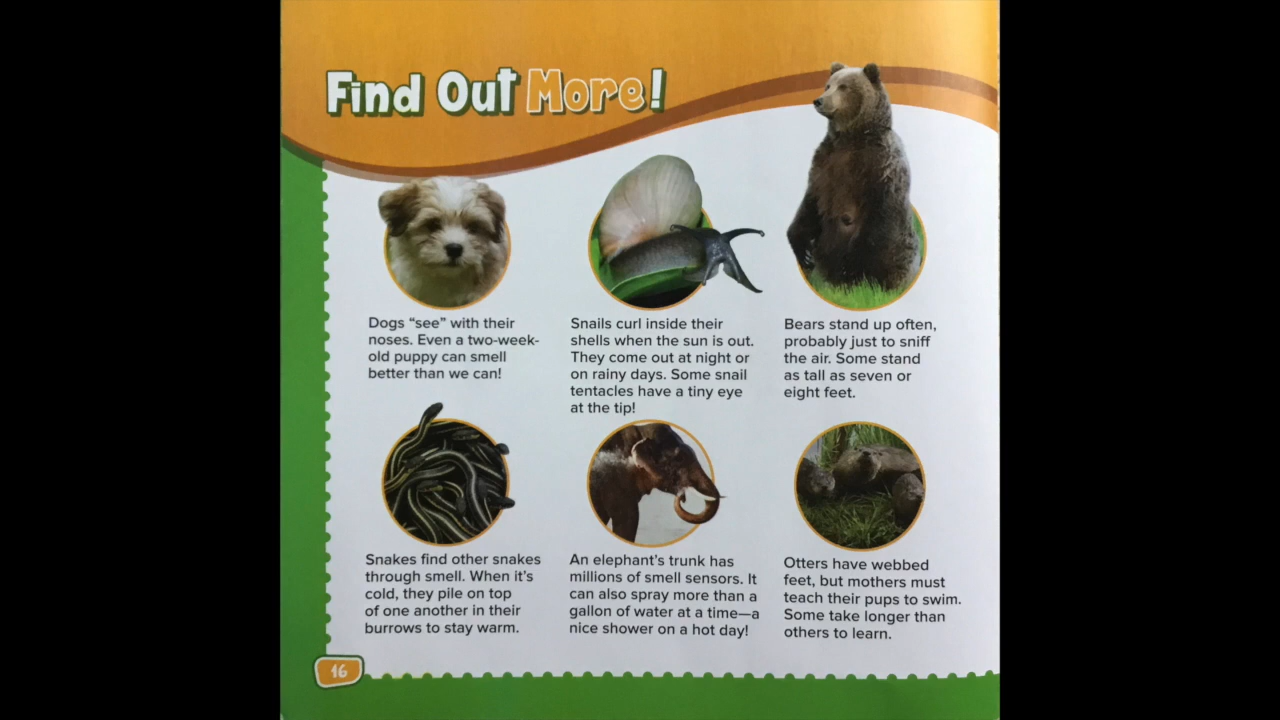 Find Out More!
Dogs “see” with their
noses. Even a two-week-
old puppy can smell
better than we can!
Snails curl inside their
shells when the sun is out.
They come out at night or
on rainy days. Some snail
tentacles have a tiny eye
at the tip!
Bears stand up often,
probably just to sniff
the air. Some stand
as tall as seven or
eight feet.
Snakes find other snakes
through smell. When it’s
cold, they pile on top
of one another in their
burrows to stay warm.
An elephant’s trunk has
millions of smell sensors. It
can also spray more than a
gallon of water at a time—a
nice shower on a hot day!
Otters have webbed
feet, but mothers must
teach their pups to swim.
Some take longer than
others to learn.
16